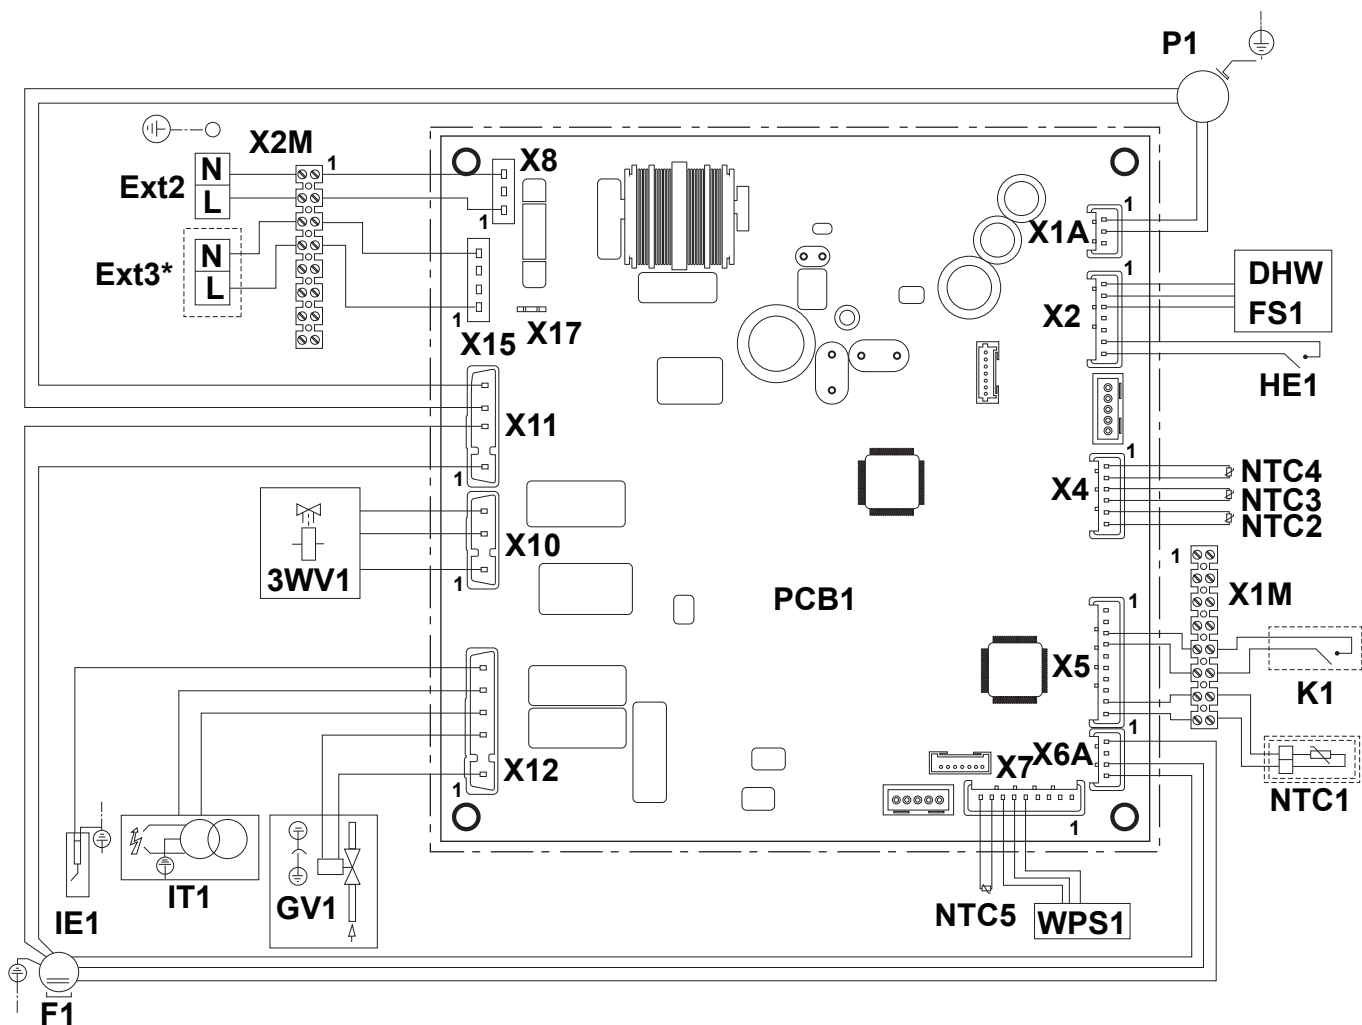 P1
X2M
1
N
Ext2
L
X8
1
1
X1A
N
Ext3*
L
1
X2
DHW
FS1
1
X17
X15
HE1
X11
1
1
X4
NTC4
NTC3
NTC2
X10
1
3WV1
1
X1M
PCB1
1
X5
K1
X12
1
1
X6A
X7
1
NTC1
IE1
IT1
GV1
NTC5
WPS1
F1